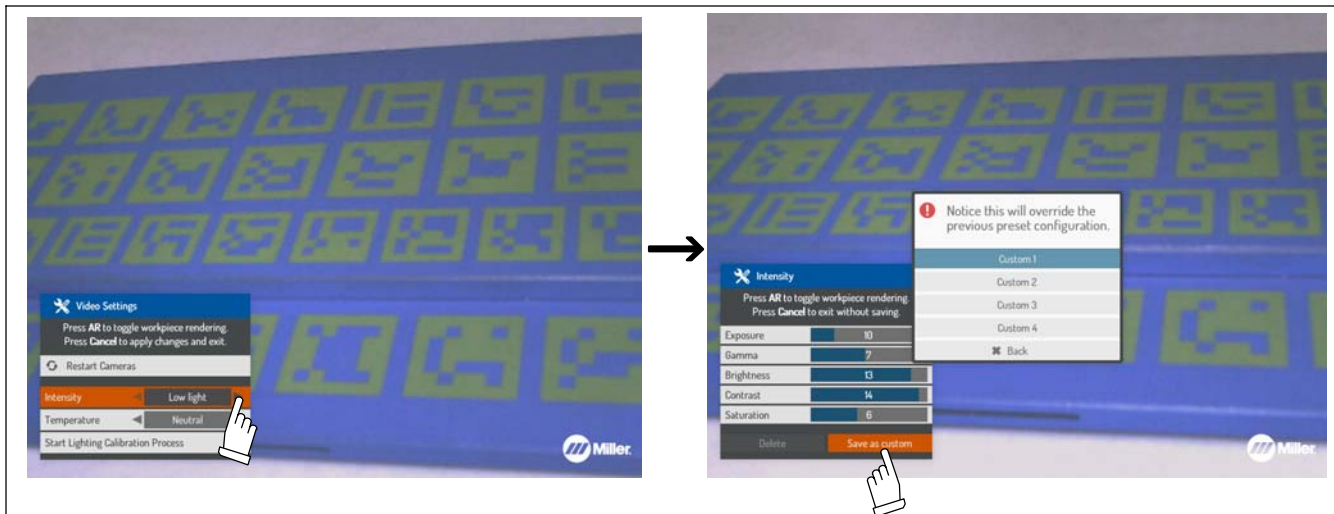 Video Settings
Press AR to toggle workpiece rendering.
Press Cancel to apply changes and exit.
Restart Cameras
Intensity
Low light
Temperature
Neutral
Start Lighting Calibration Process
Miller.
Intensity
Press AR to toggle workpiece rendering.
Press Cancel to exit without saving.
Exposure 10
Gamma 7
Brightness 13
Contrast 14
Saturation 6
Delete
Save as custom
Notice this will override the
previous preset configuration.
Custom 1
Custom 2
Custom 3
Custom 4
Back
Miller.